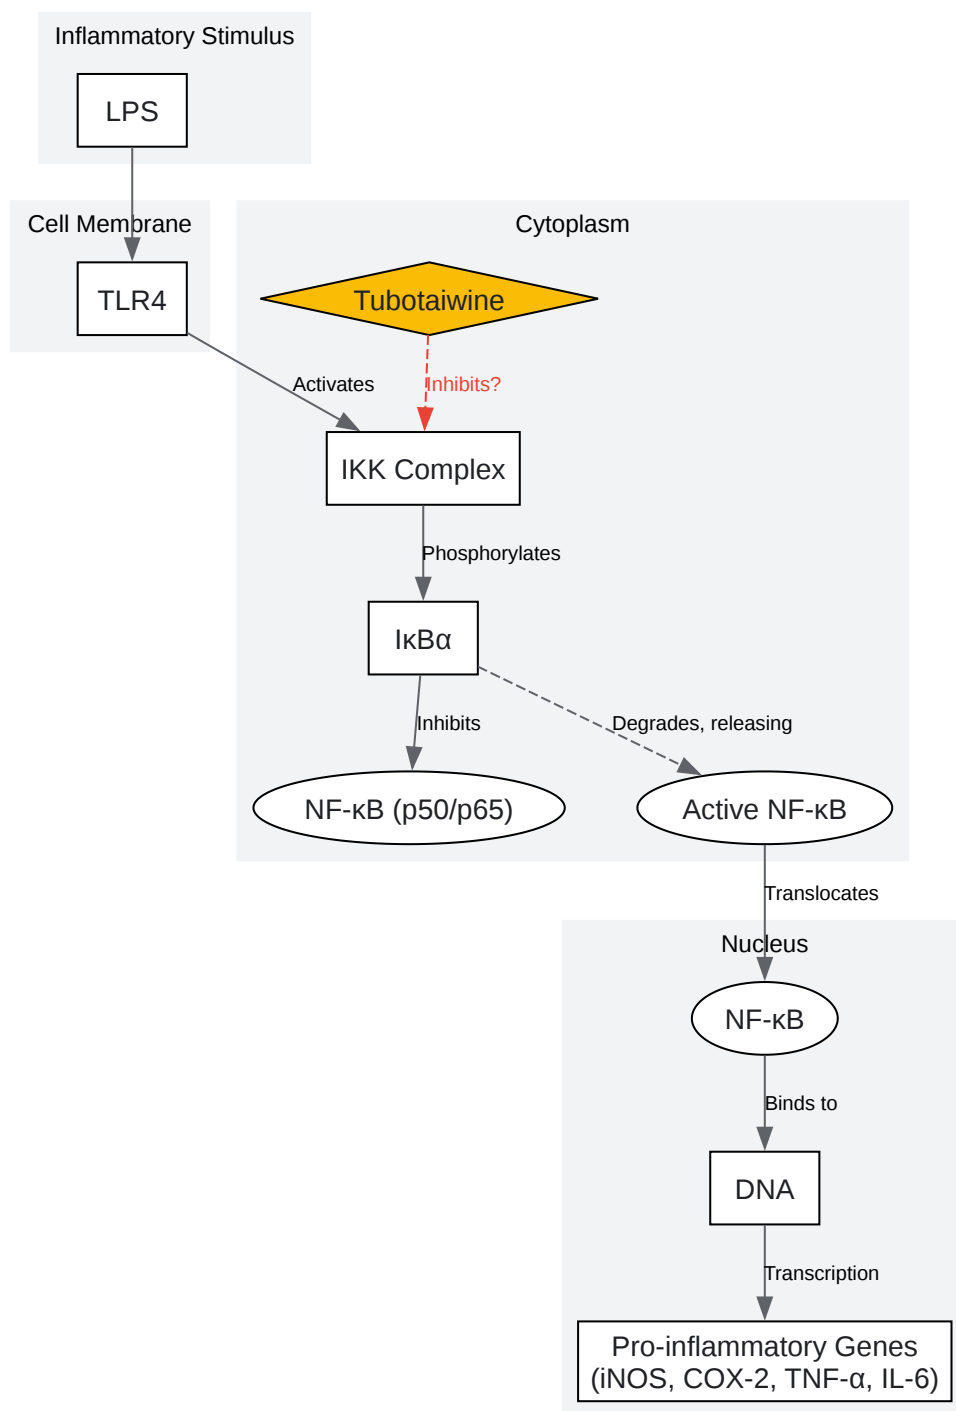 Inflammatory Stimulus
LPS
Cell Membrane
TLR4
Cytoplasm
Tubotaiwine
Activates
Inhibits?
IKK Complex
Phosphorylates
IκBα
Inhibits
Degrades, releasing
NF-κB (p50/p65)
Active NF-κB
Translocates
Nucleus
NF-κB
Binds to
DNA
Transcription
Pro-inflammatory Genes
(iNOS, COX-2, TNF-α, IL-6)